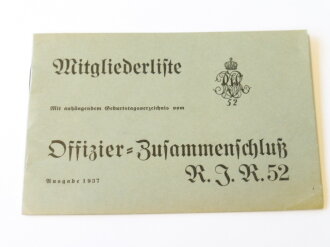 Mitgliederliste
52
Mit anhängendem Geburtstagsverzeichnis vom
Offizier=Zusammenschluß
R. J. R. 52
Ausgabe 1937